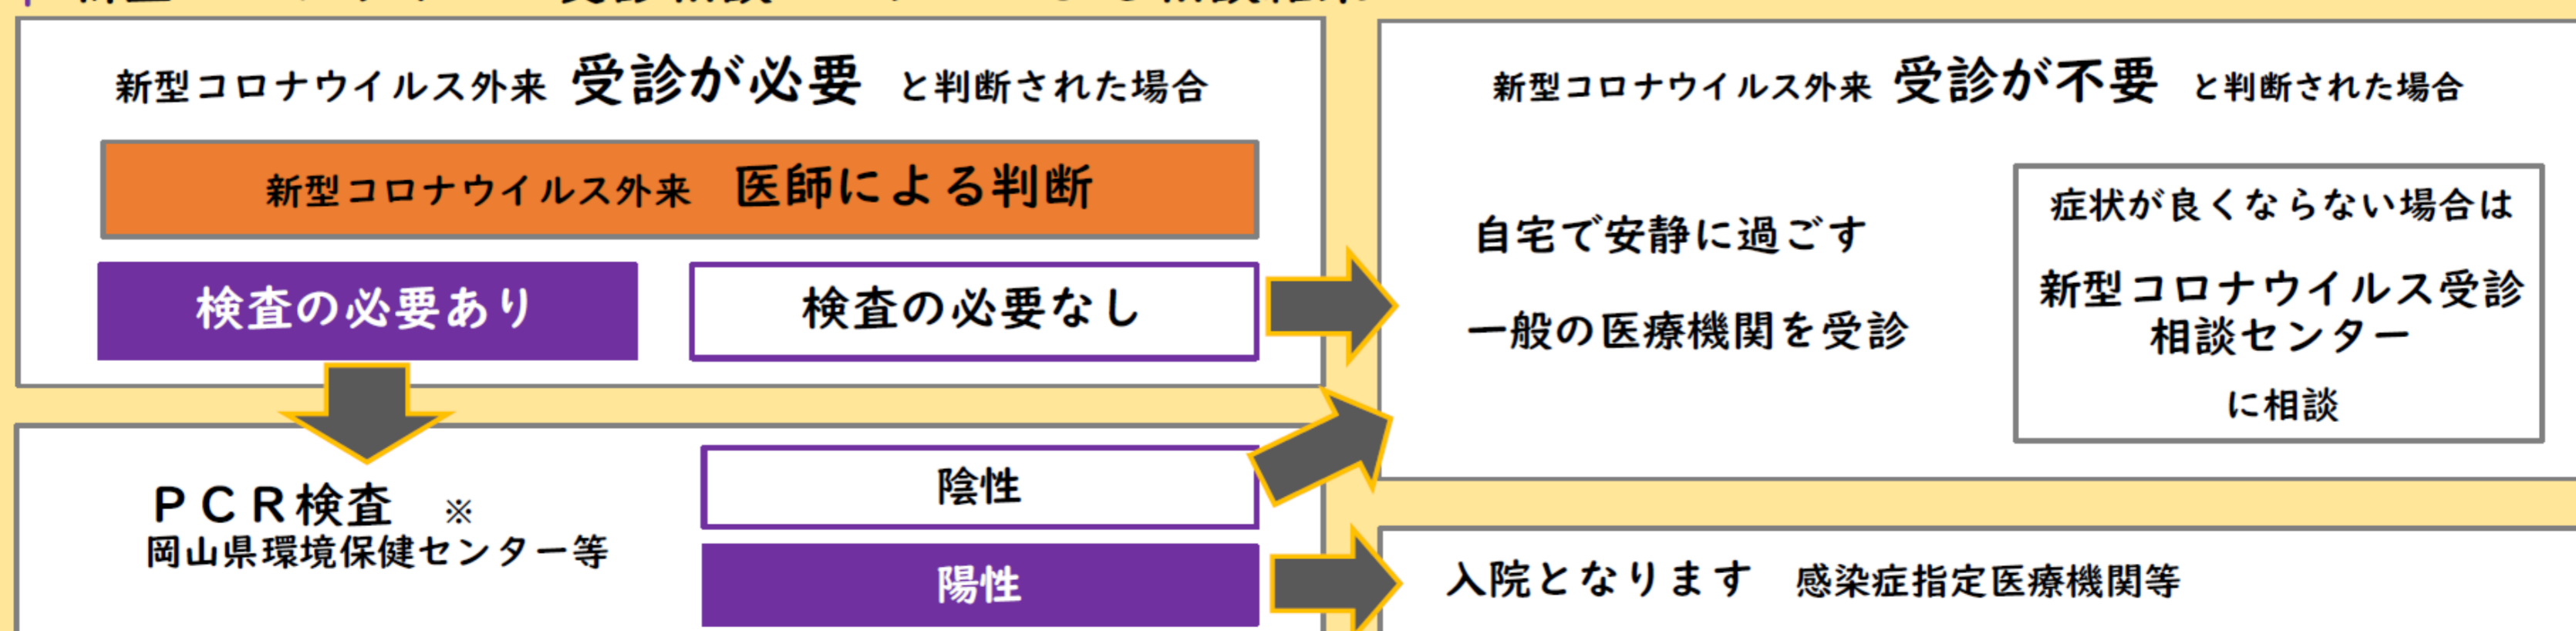 新型コロナウイルス外来 受診が必要 と判断された場合
新型コロナウイルス外来 医師による判断
検査の必要あり
検査の必要なし
新型コロナウイルス外来 受診が不要 と判断された場合
自宅で安静に過ごす
一般の医療機関を受診
症状が良くならない場合は
新型コロナウイルス受診
相談センター
に相談
PCR検査 ※
岡山県環境保健センター等
陰性
陽性
入院となります 感染症指定医療機関等